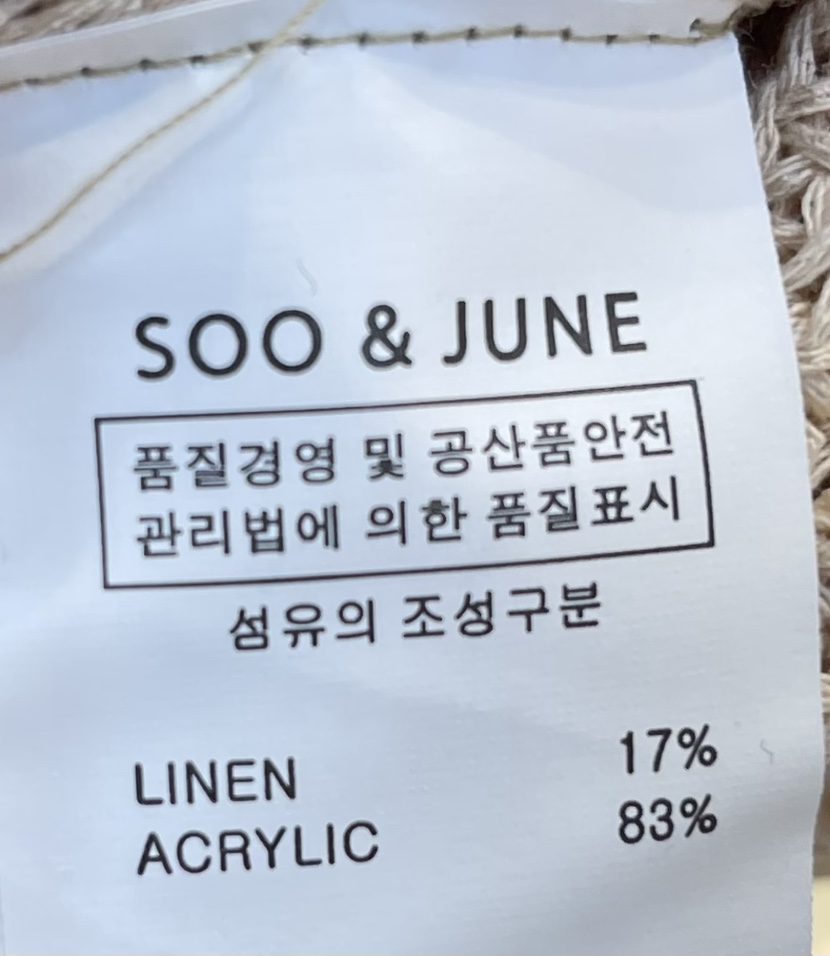 SOO & JUNE
품질경영 및 공산품안전
관리법에 의한 품질표시
섬유의 조성구분
LINEN 17%
ACRYLIC 83%